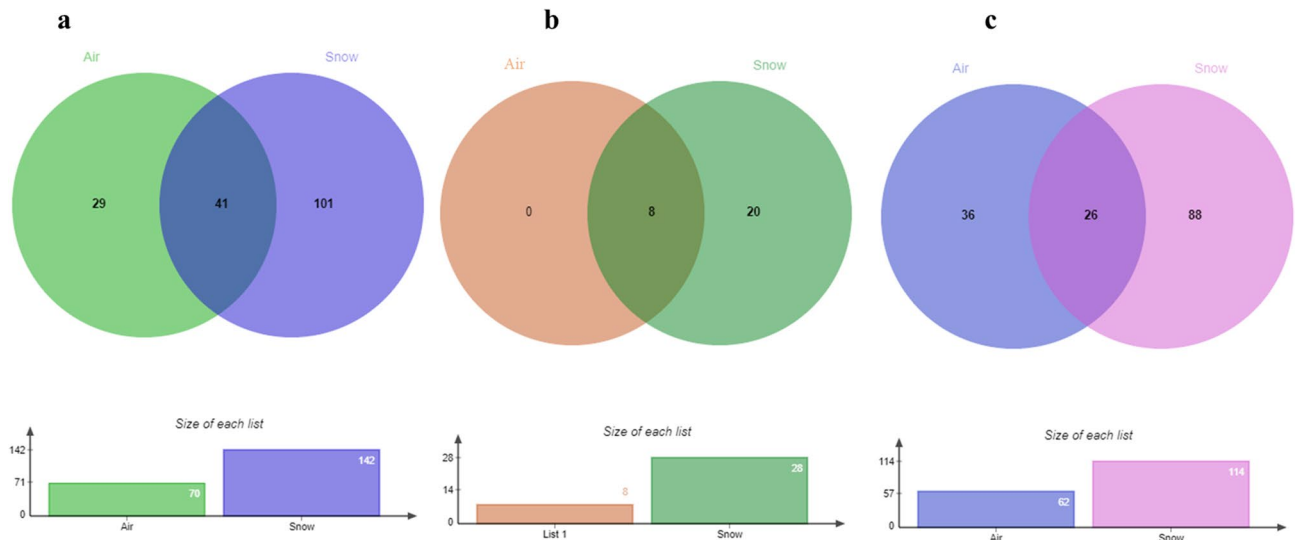 a
Air
Snow
29
41
101
Size of each list
142
71
0
70
142
Air
Snow
b
Air
Snow
0
8
20
Size of each list
28
14
0
8
28
List 1
Snow
c
Air
Snow
36
26
88
Size of each list
114
57
0
62
114
Air
Snow